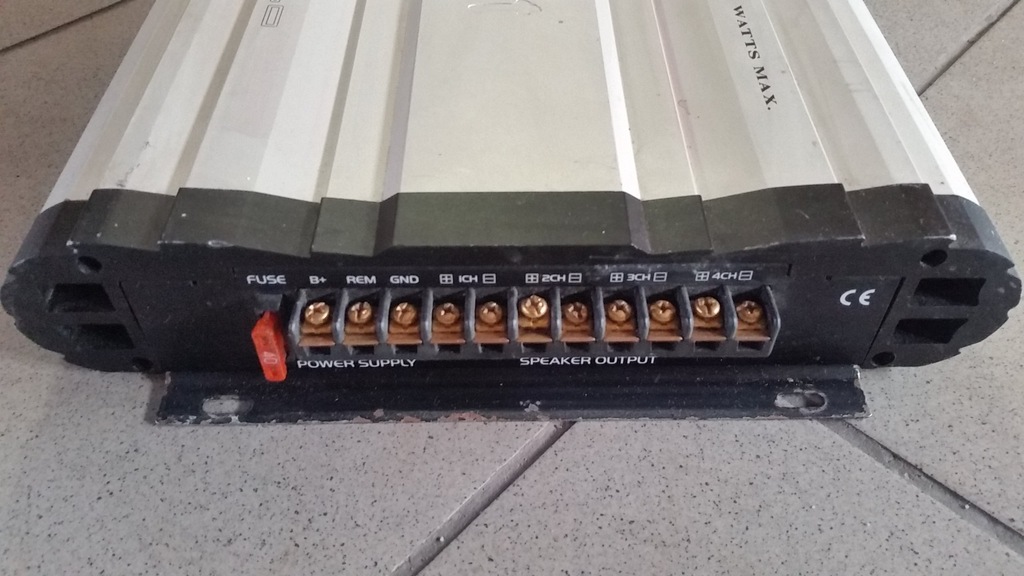 WATTS MAX.
FUSE B+ REM GND ⊞ 1CH ⊟ ⊞ 2CH ⊟ ⊞ 3CH ⊟ ⊞ 4CH ⊟
CE
40
POWER SUPPLY SPEAKER OUTPUT